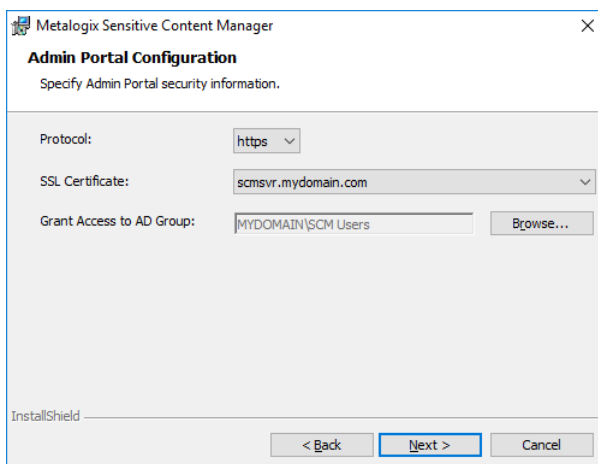 Metalogix Sensitive Content Manager
Admin Portal Configuration
Specify Admin Portal security information.
Protocol: https
SSL Certificate: scmsvr.mydomain.com
Grant Access to AD Group: MYDOMAIN\SCM Users Browse...
InstallShield
< Back Next > Cancel